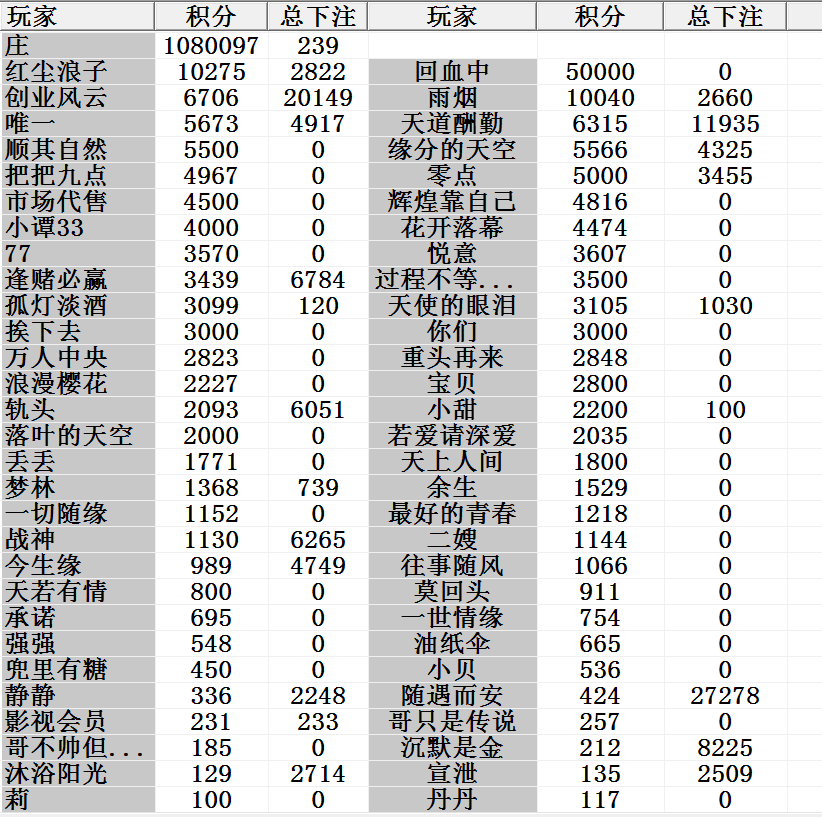 玩家 积分 总下注 玩家 积分 总下注
庄 1080097 239
红尘浪子 10275 2822 回血中 50000 0
创业风云 6706 20149 雨烟 10040 2660
唯一 5673 4917 天道酬勤 6315 11935
顺其自然 5500 0 缘分的天空 5566 4325
把把九点 4967 0 零点 5000 3455
市场代售 4500 0 辉煌靠自己 4816 0
小谭33 4000 0 花开落幕 4474 0
77 3570 0 悦意 3607 0
逢赌必赢 3439 6784 过程不等... 3500 0
孤灯淡酒 3099 120 天使的眼泪 3105 1030
挨下去 3000 0 你们 3000 0
万人中央 2823 0 重头再来 2848 0
浪漫樱花 2227 0 宝贝 2800 0
轨头 2093 6051 小甜 2200 100
落叶的天空 2000 0 若爱请深爱 2035 0
丢丢 1771 0 天上人间 1800 0
梦林 1368 739 余生 1529 0
一切随缘 1152 0 最好的青春 1218 0
战神 1130 6265 二嫂 1144 0
今生缘 989 4749 往事随风 1066 0
天若有情 800 0 莫回头 911 0
承诺 695 0 一世情缘 754 0
强强 548 0 油纸伞 665 0
兜里有糖 450 0 小贝 536 0
静静 336 2248 随遇而安 424 27278
影视会员 231 233 哥只是传说 257 0
哥不帅但... 185 0 沉默是金 212 8225
沐浴阳光 129 2714 宣泄 135 2509
莉 100 0 丹丹 117 0